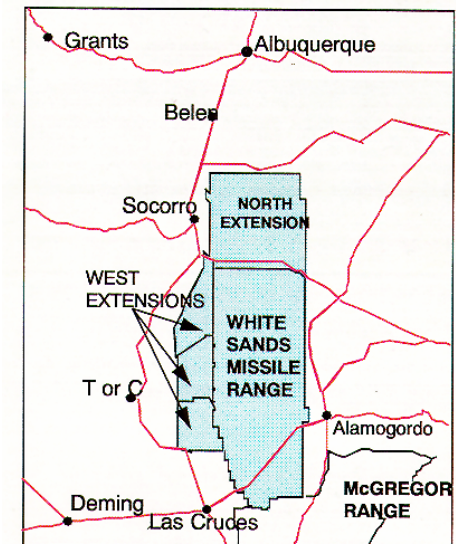 Grants
Albuquerque
Belen
Socorro
NORTH
EXTENSION
WEST
EXTENSIONS
WHITE
SANDS
MISSILE
RANGE
T or C
Alamogordo
Deming
Las Cruces
McGREGOR
RANGE